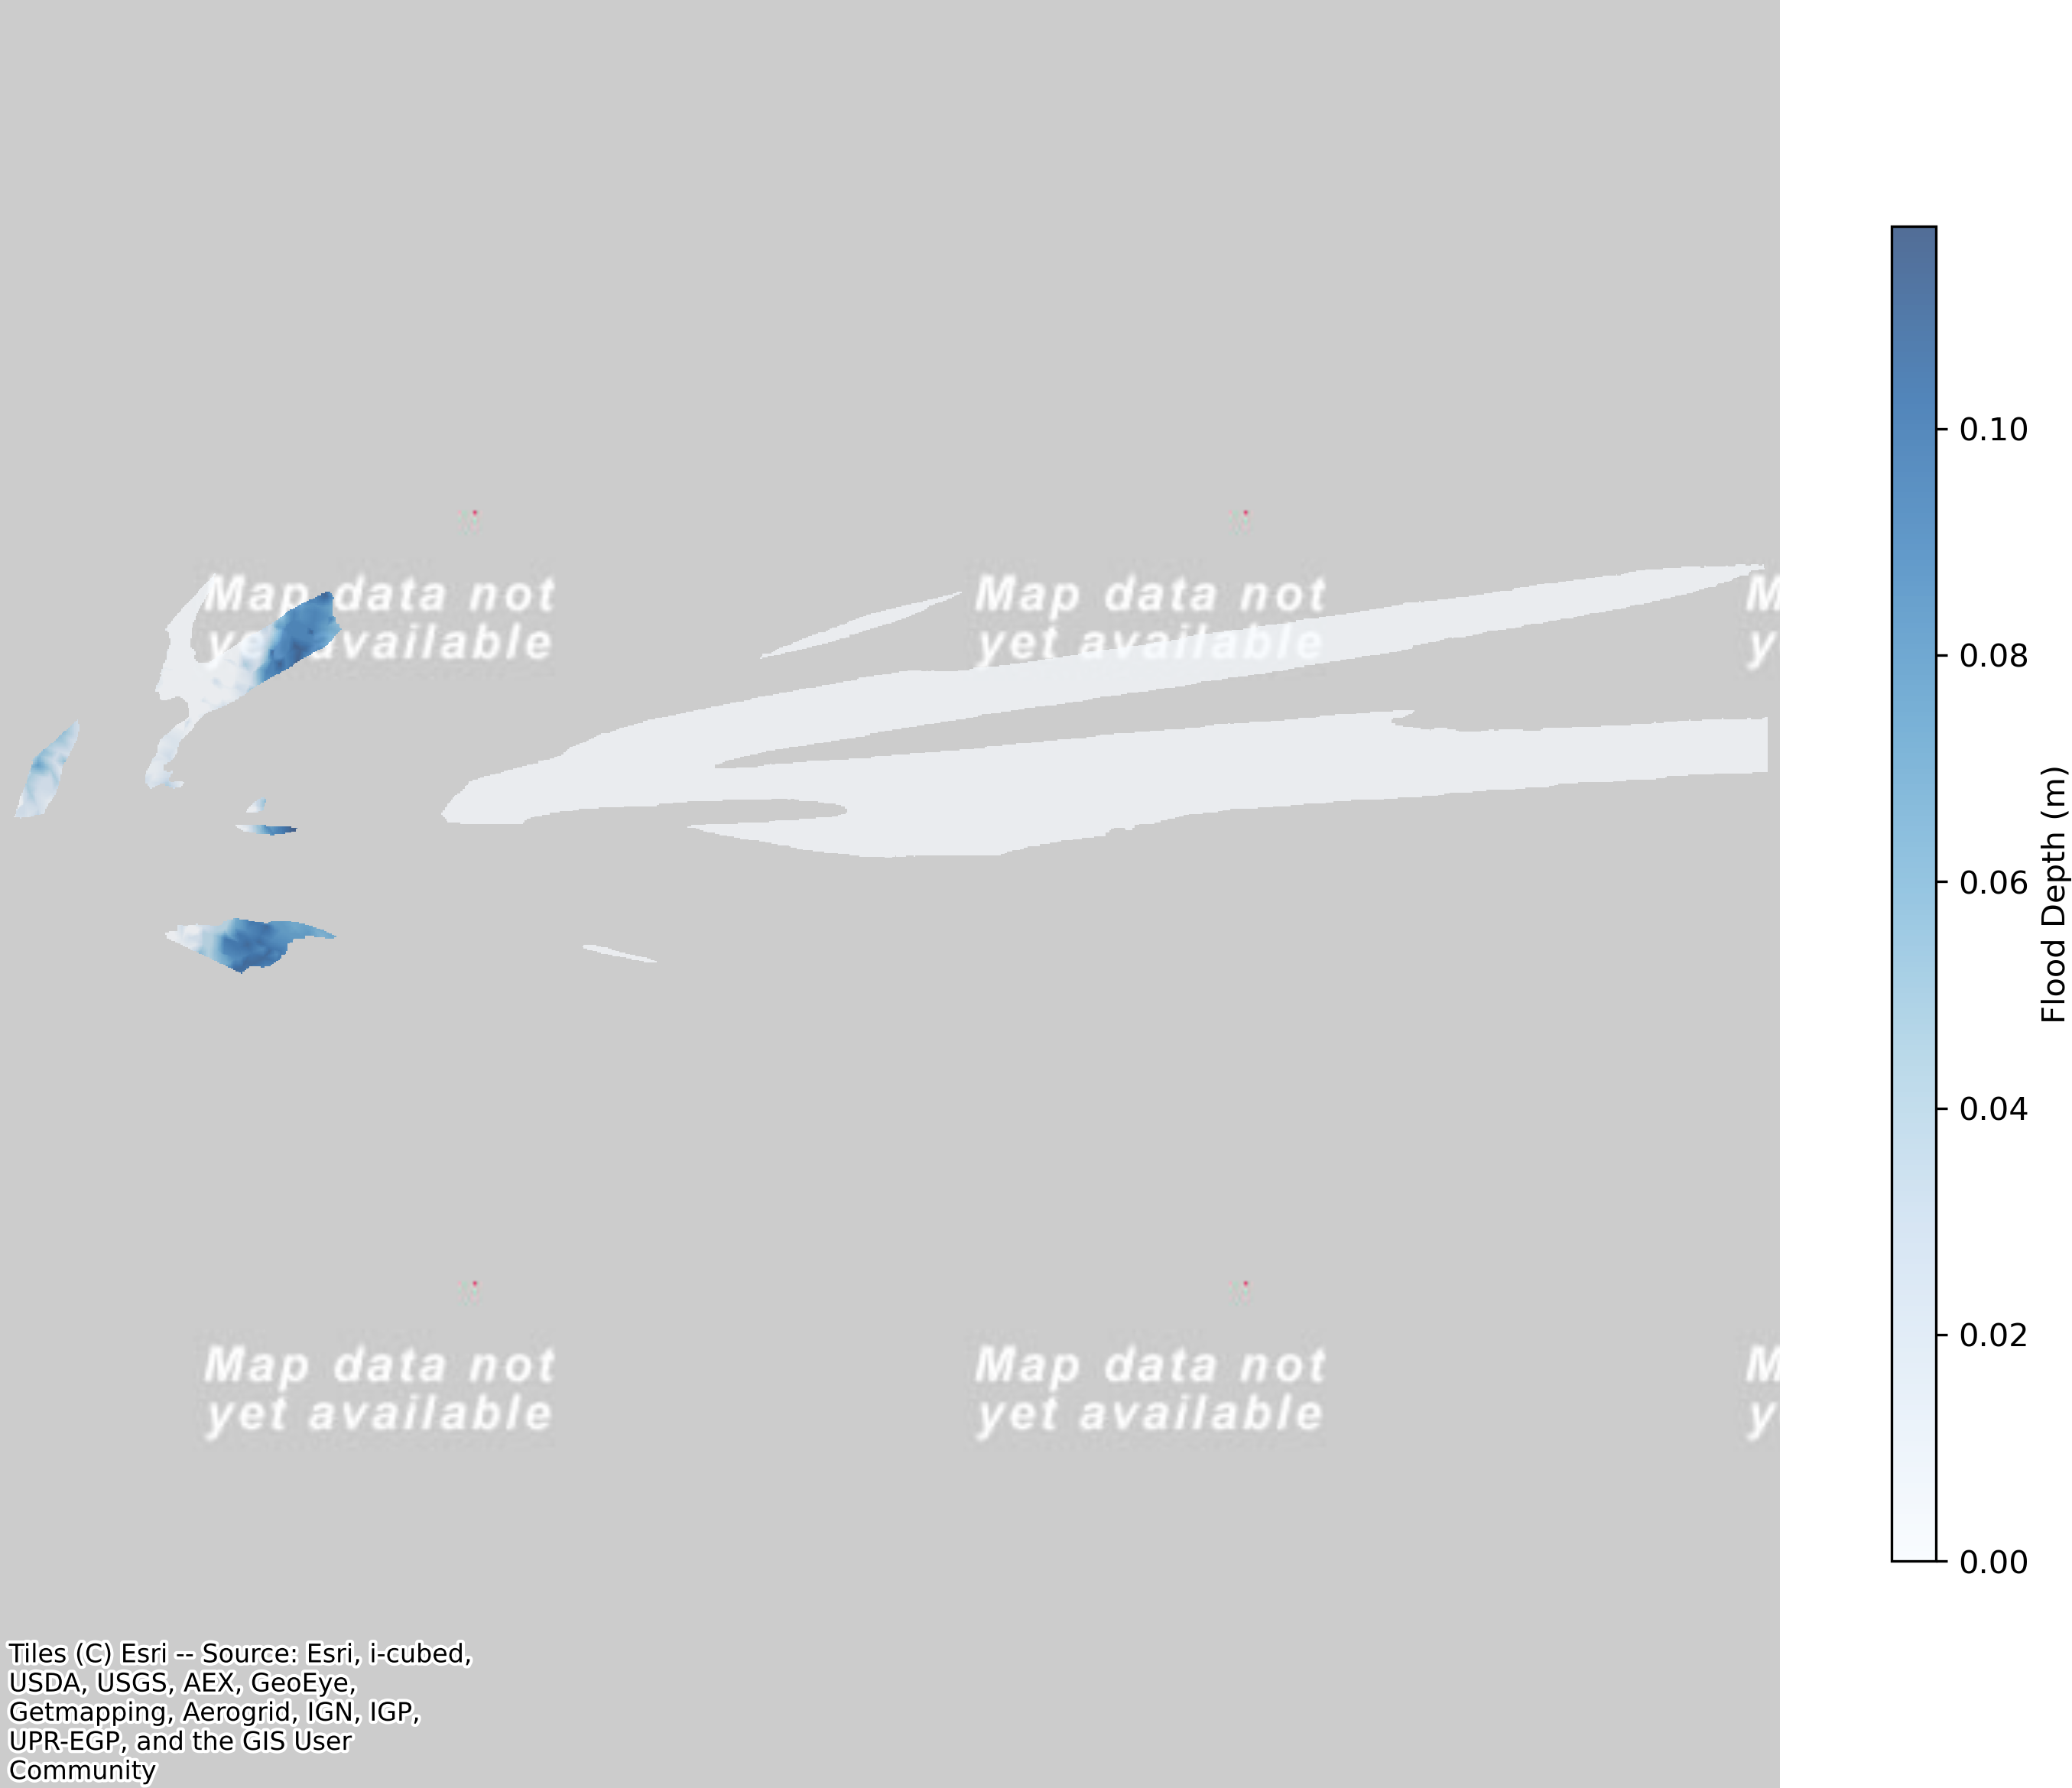 Map data not
yet available
Map data not
yet available
M
y
Map data not
yet available
Map data not
yet available
M
y
Tiles (C) Esri -- Source: Esri, i-cubed,
USDA, USGS, AEX, GeoEye,
Getmapping, Aerogrid, IGN, IGP,
UPR-EGP, and the GIS User
Community
0.10
0.08
0.06
0.04
0.02
0.00
Flood Depth (m)